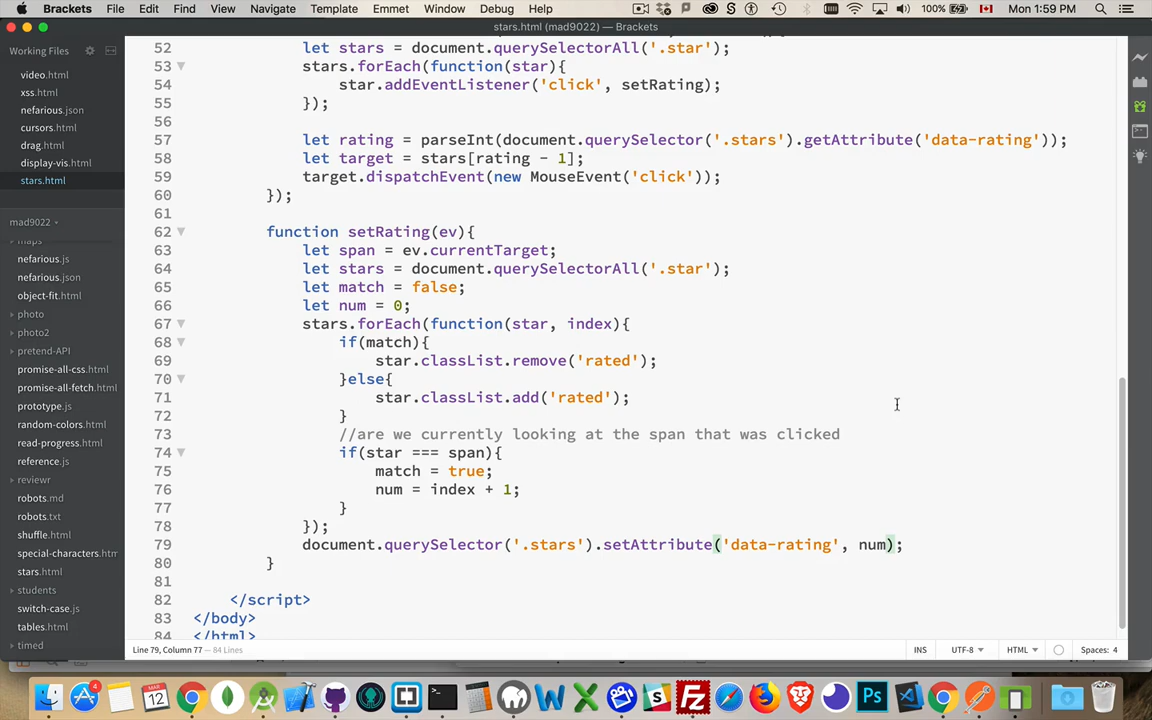 Brackets File Edit Find View Navigate Template Emmet Window Debug Help 100% Mon 1:59 PM
stars.html (mad9022) — Brackets
Working Files
video.html
xss.html
nefarious.json
cursors.html
drag.html
display-vis.html
stars.html
mad9022
maps
nefarious.js
nefarious.json
object-fit.html
photo
photo2
pretend-API
promise-all-css.html
promise-all-fetch.html
prototype.js
random-colors.html
read-progress.html
reference.js
reviewr
robots.md
robots.txt
shuffle.html
special-characters.htm
stars.html
students
switch-case.js
tables.html
timed
52 let stars = document.querySelectorAll('.star');
53 stars.forEach(function(star){
54 star.addEventListener('click', setRating);
55 });
56
57 let rating = parseInt(document.querySelector('.stars').getAttribute('data-rating'));
58 let target = stars[rating - 1];
59 target.dispatchEvent(new MouseEvent('click'));
60 });
61
62 function setRating(ev){
63 let span = ev.currentTarget;
64 let stars = document.querySelectorAll('.star');
65 let match = false;
66 let num = 0;
67 stars.forEach(function(star, index){
68 if(match){
69 star.classList.remove('rated');
70 }else{
71 star.classList.add('rated');
72 }
73 //are we currently looking at the span that was clicked
74 if(star === span){
75 match = true;
76 num = index + 1;
77 }
78 });
79 document.querySelector('.stars').setAttribute('data-rating', num);
80 }
81
82 </script>
83 </body>
84 </html>
Line 79, Column 77 — 84 Lines INS UTF-8 HTML Spaces: 4